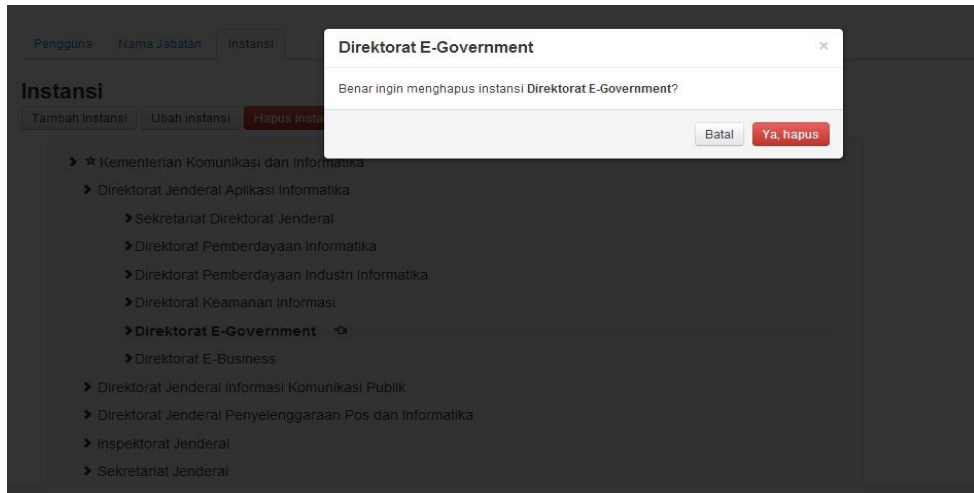 Pengguna Nama Jabatan Instansi
Direktorat E-Government ×
Instansi
Benar ingin menghapus instansi Direktorat E-Government?
Tambah instansi Ubah instansi Hapus insta
Batal Ya, hapus
Kementerian Komunikasi dan Informatika
Direktorat Jenderal Aplikasi Informatika
Sekretariat Direktorat Jenderal
Direktorat Pemberdayaan Informatika
Direktorat Pemberdayaan Industri Informatika
Direktorat Keamanan Informasi
Direktorat E-Government
Direktorat E-Business
Direktorat Jenderal Informasi Komunikasi Publik
Direktorat Jenderal Penyelenggaraan Pos dan Informatika
Inspektorat Jenderal
Sekretariat Jenderal